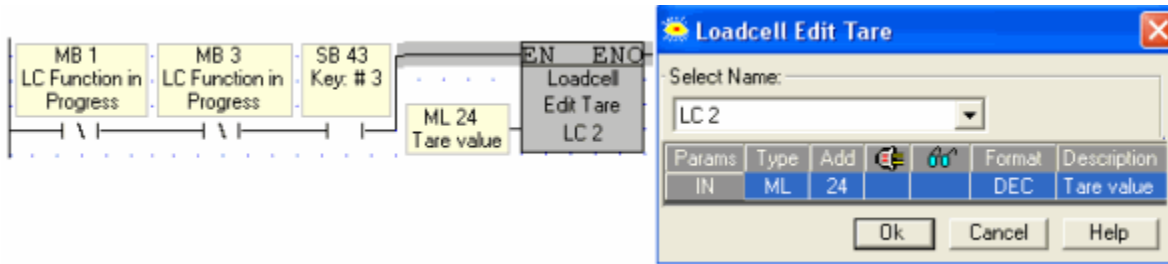 MB 1
LC Function in
Progress
MB 3
LC Function in
Progress
SB 43
Key: # 3
ML 24
Tare value
EN ENO
Loadcell
Edit Tare
LC 2
Loadcell Edit Tare
Select Name:
LC 2
Params Type Add Format Description
IN ML 24 DEC Tare value
Ok Cancel Help